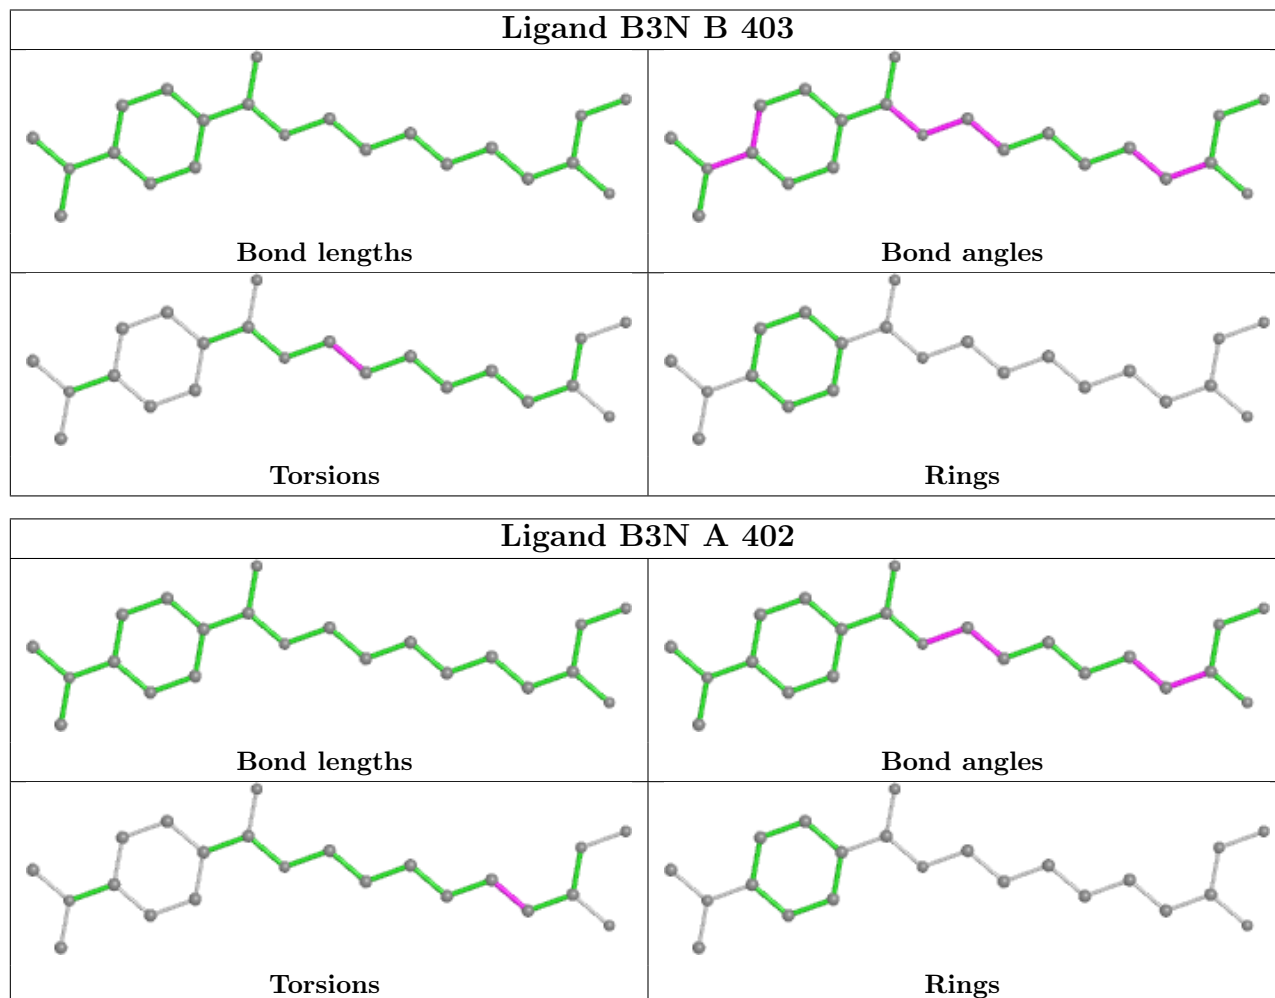 Ligand B3N B 403
Bond lengths
Bond angles
Torsions
Rings
Ligand B3N A 402
Bond lengths
Bond angles
Torsions
Rings